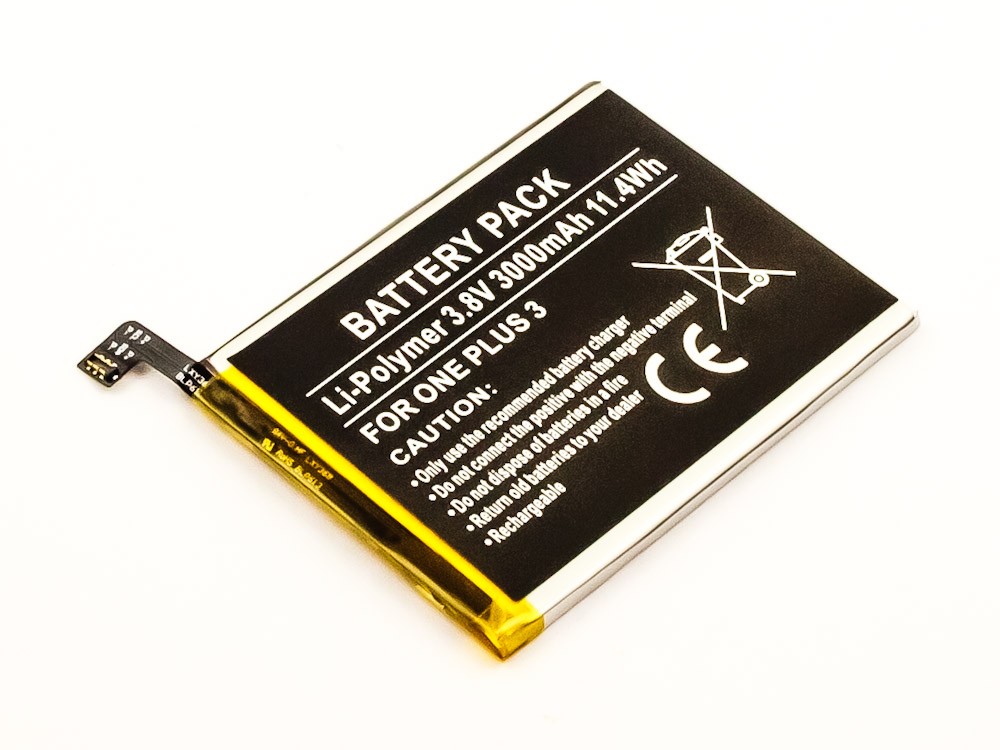 BATTERY PACK
Li-Polymer 3.8V 3000mAh 11.4Wh
FOR ONE PLUS 3
CAUTION:
•Only use the recommended battery charger
•Do not connect the positive with the negative terminal
•Do not dispose of batteries in a fire
•Return old batteries to your dealer
•Rechargeable
CE